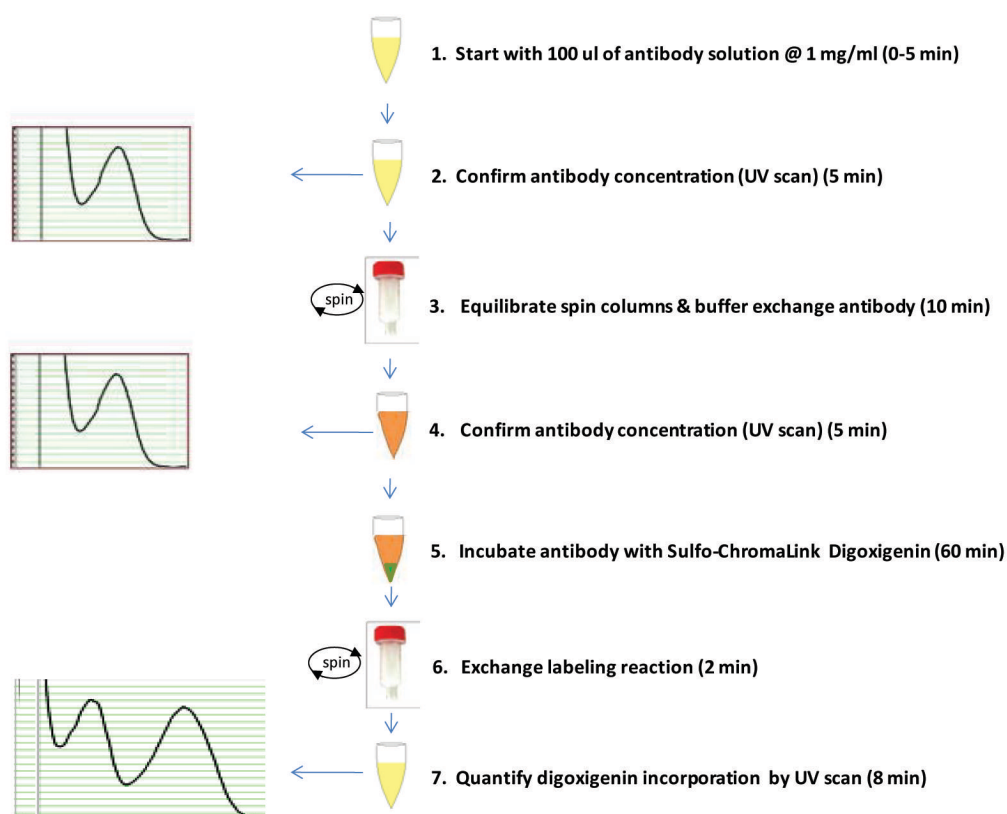 1. Start with 100 ul of antibody solution @ 1 mg/ml (0-5 min)
2. Confirm antibody concentration (UV scan) (5 min)
spin
3. Equilibrate spin columns & buffer exchange antibody (10 min)
4. Confirm antibody concentration (UV scan) (5 min)
5. Incubate antibody with Sulfo-ChromaLink Digoxigenin (60 min)
spin
6. Exchange labeling reaction (2 min)
7. Quantify digoxigenin incorporation by UV scan (8 min)